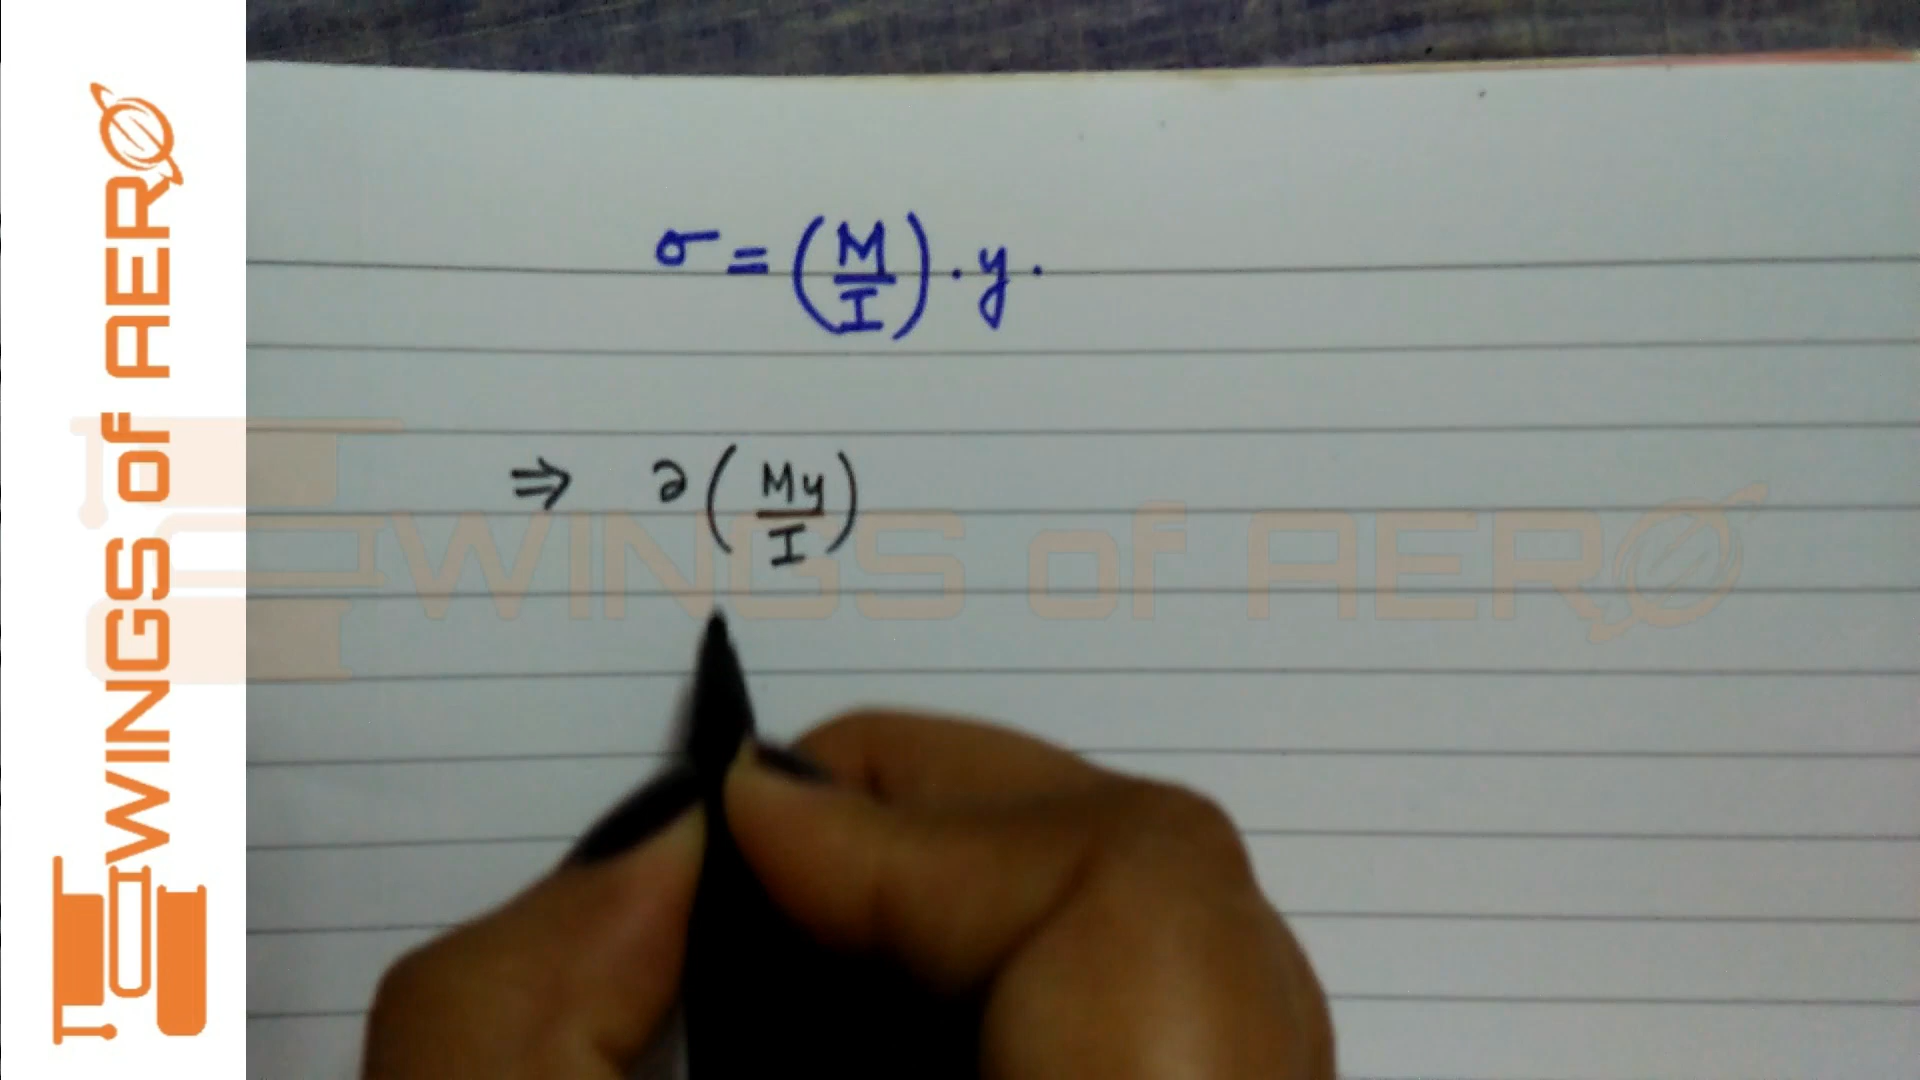 WINGS of AERO
σ = (M/I) . y .
⇒ ∂ (My/I)
WINGS of AERO